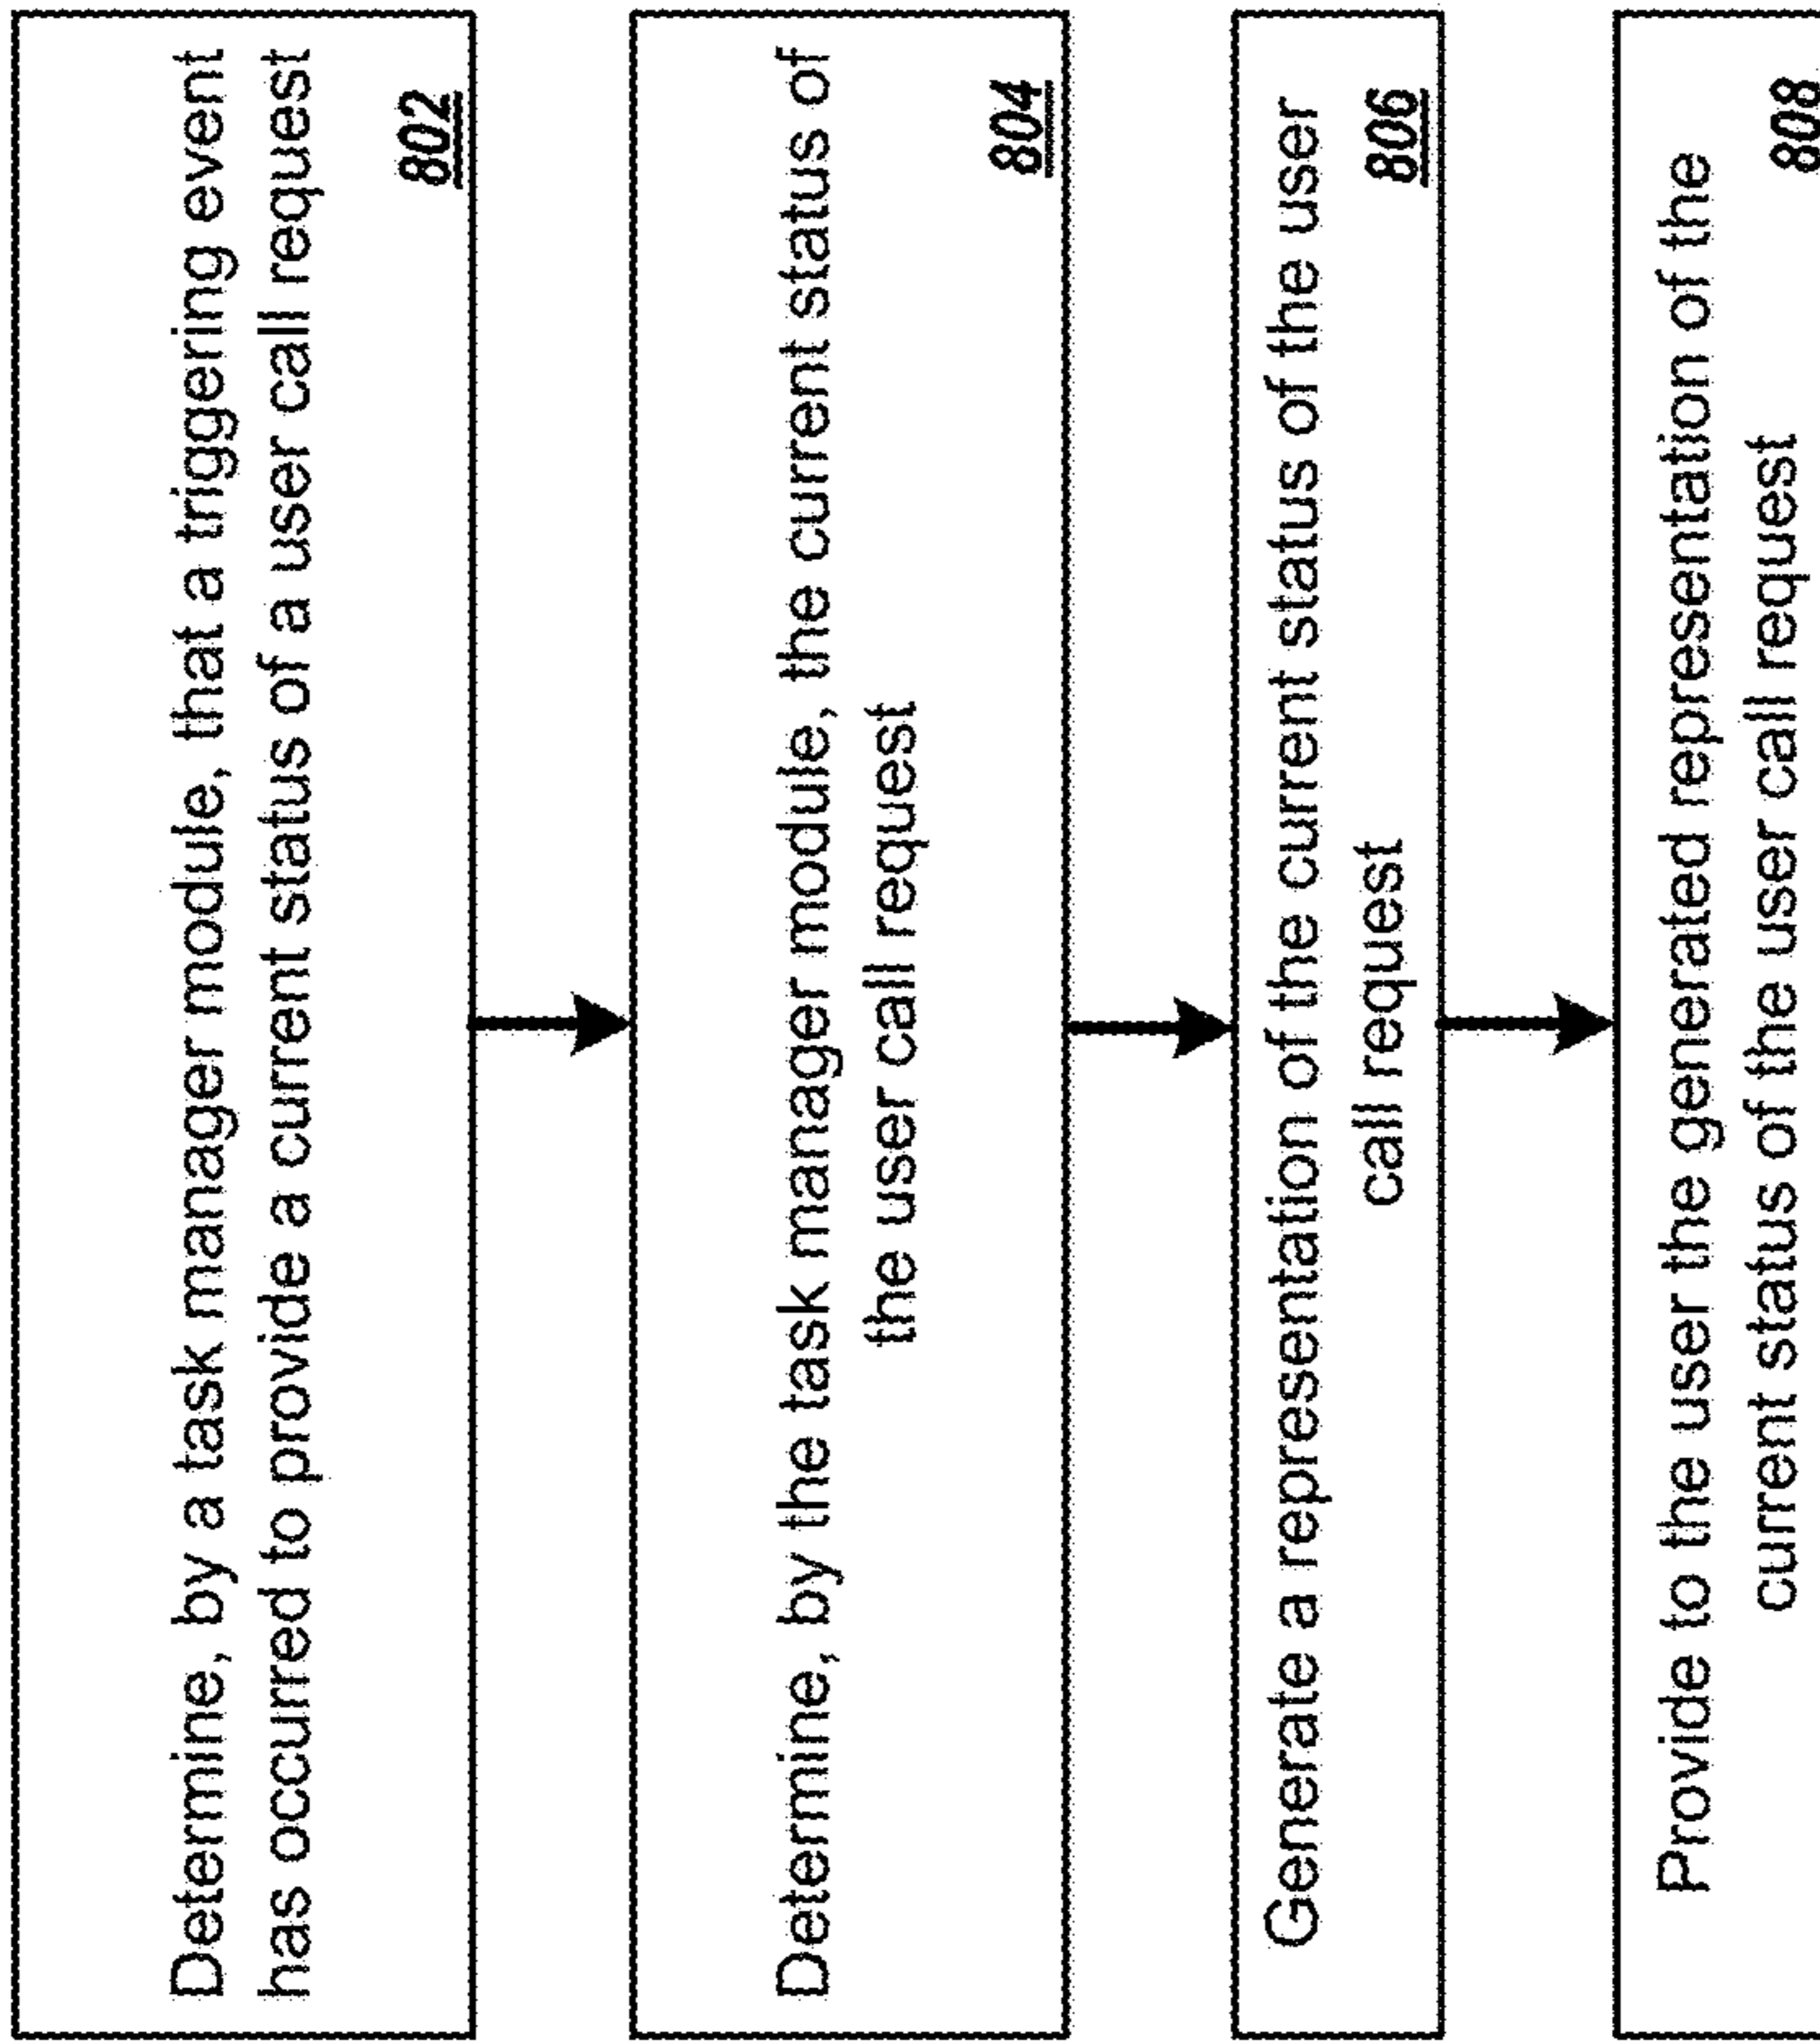 Determine, by a task manager module, that a triggering event
has occurred to provide a current status of a user call request
802
Determine, by the task manager module, the current status of
the user call request
804
Generate a representation of the current status of the user
call request
806
Provide to the user the generated representation of the
current status of the user call request
808